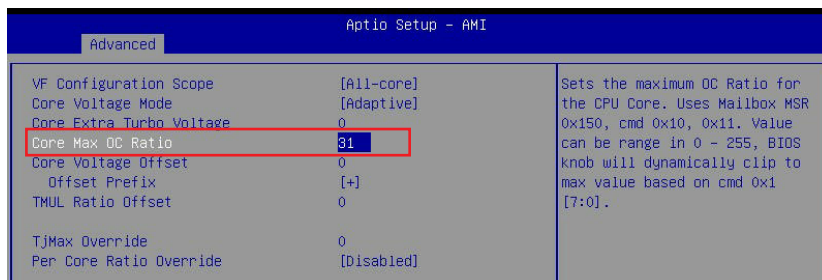 Aptio Setup - AMI
Advanced
VF Configuration Scope [All-core]
Core Voltage Mode [Adaptive]
Core Extra Turbo Voltage 0
Core Max OC Ratio 31
Core Voltage Offset 0
Offset Prefix [+]
TMUL Ratio Offset 0
TjMax Override 0
Per Core Ratio Override [Disabled]
Sets the maximum OC Ratio for
the CPU Core. Uses Mailbox MSR
0x150, cmd 0x10, 0x11. Value
can be range in 0 - 255, BIOS
knob will dynamically clip to
max value based on cmd 0x1
[7:0].